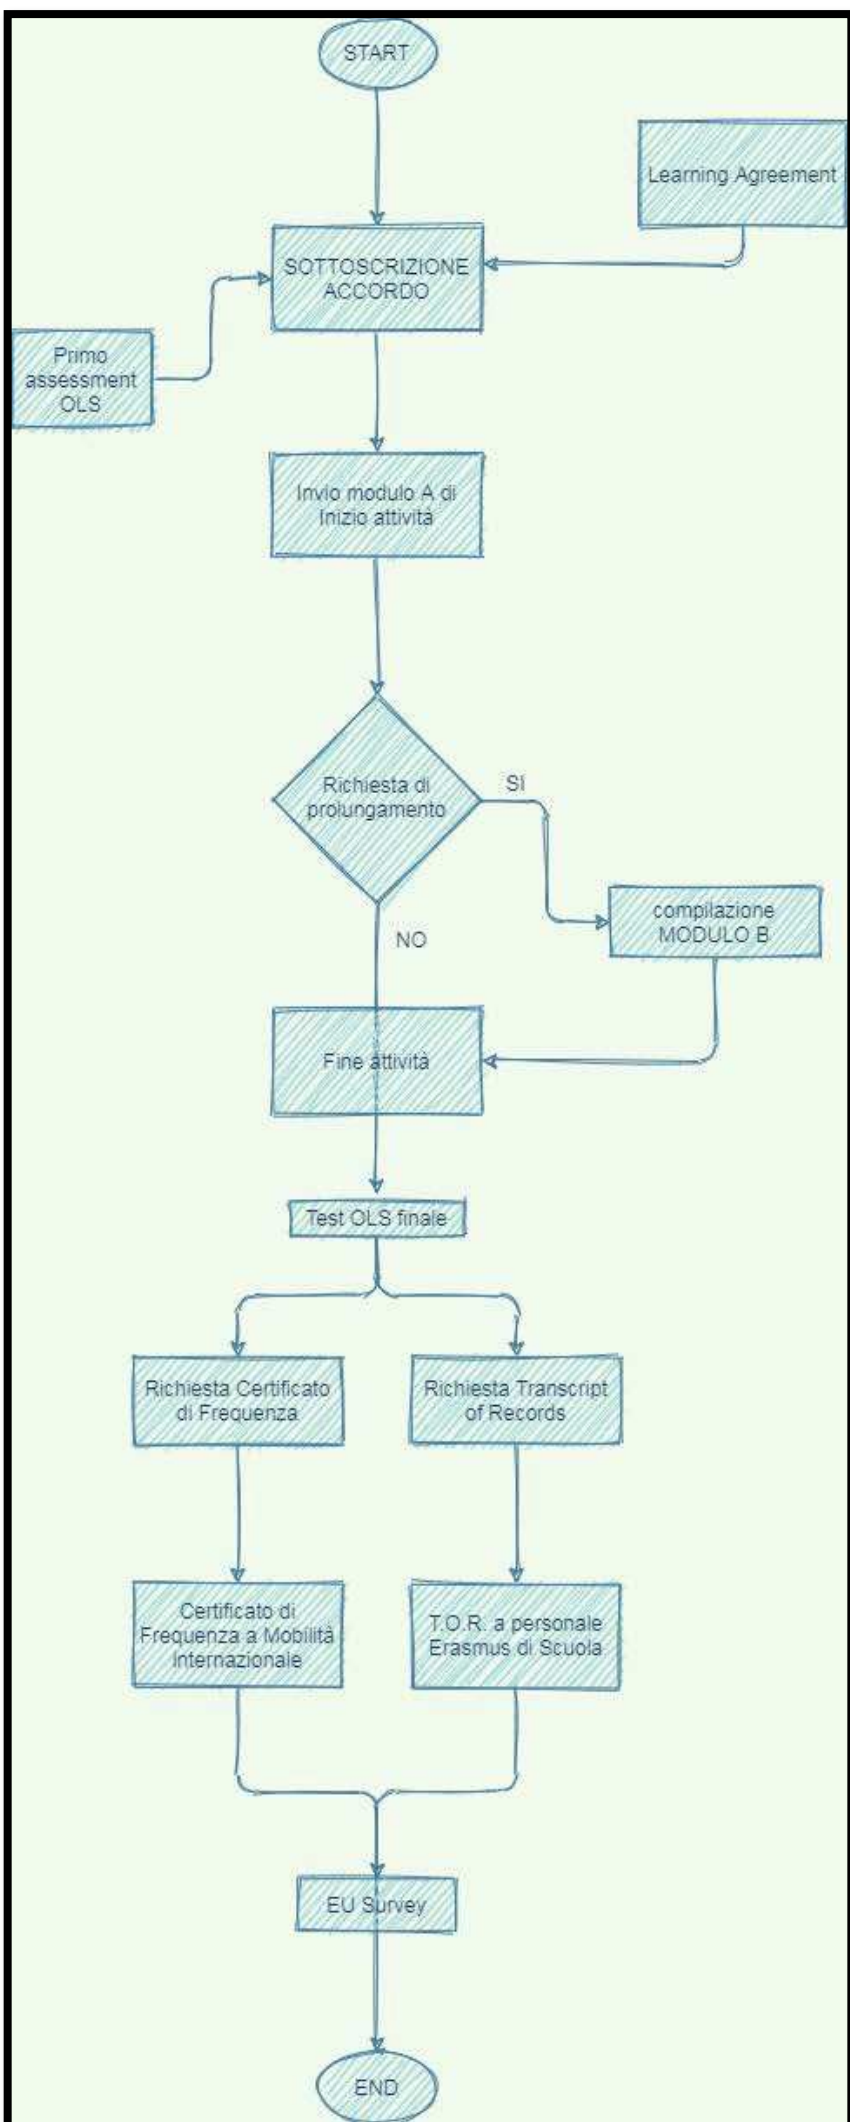 START
Learning Agreement
SOTTOSCRIZIONE
ACCORDO
Primo
assessment
OLS
Invio modulo A di
Inizio attività
Richiesta di
prolungamento
SI
compilazione
MODULO B
NO
Fine attività
Test OLS finale
Richiesta Certificato
di Frequenza
Richiesta Transcript
of Records
Certificato di
Frequenza a Mobilità
Internazionale
T.O.R. a personale
Erasmus di Scuola
EU Survey
END